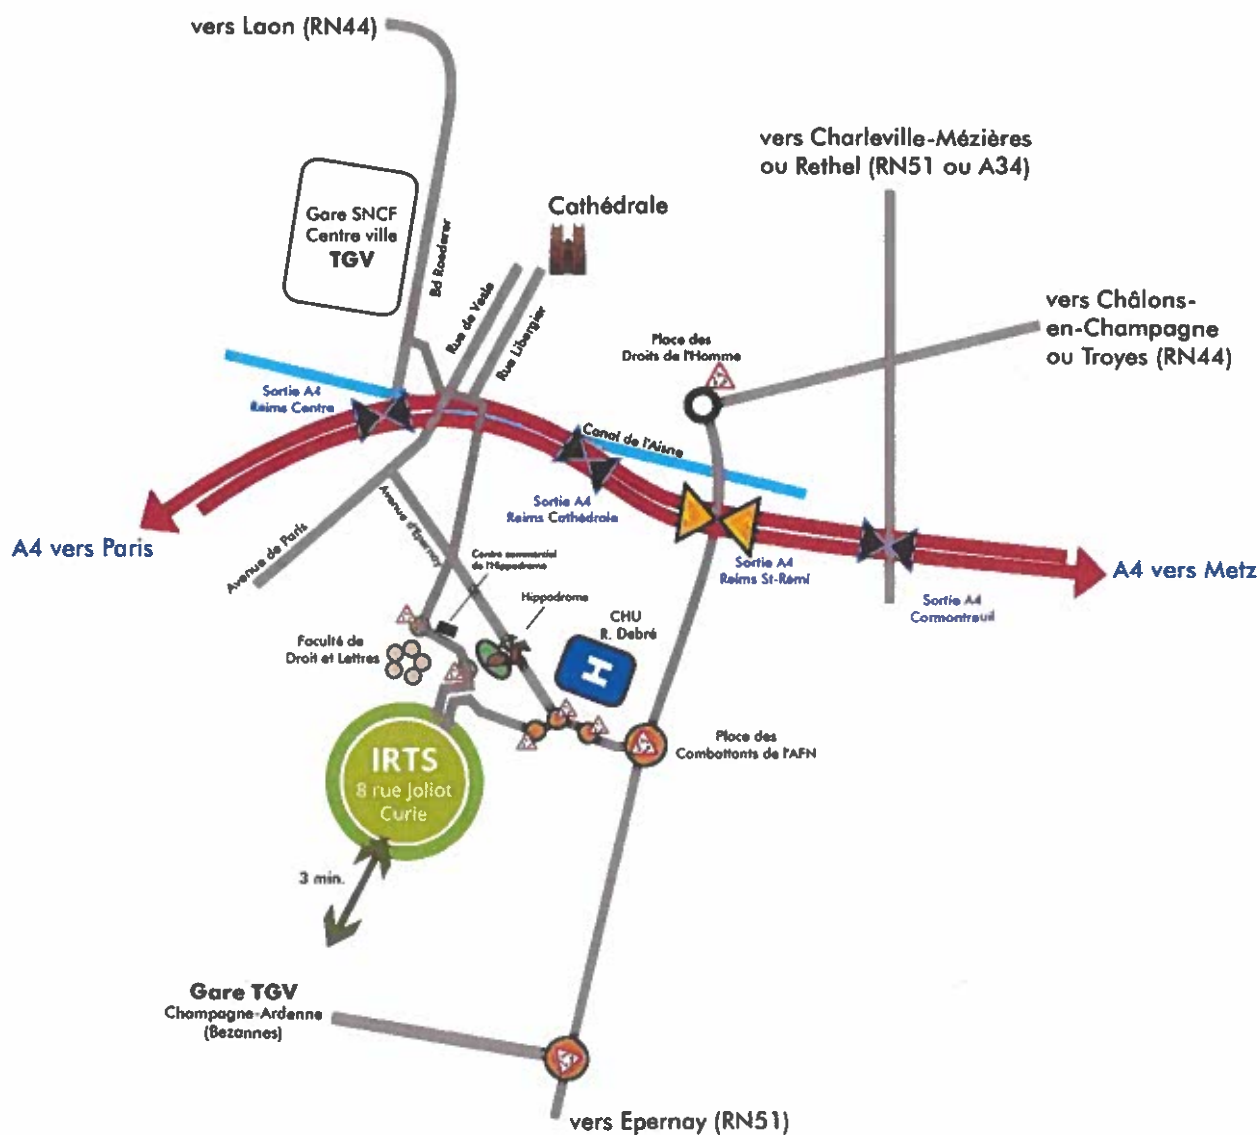 vers Laon (RN44)
vers Charleville-Mézières
ou Rethel (RN51 ou A34)
Gare SNCF
Centre ville
TGV
Bd Roederer
Cathédrale
Rue de Vesle
Rue Libergier
vers Châlons-
en-Champagne
ou Troyes (RN44)
Place des
Droits de l'Homme
Sortie A4
Reims Centre
Canal de l'Aisne
Sortie A4
Reims Cathédrale
A4 vers Paris
Avenue de Paris
Avenue d'Epernay
Centre commercial
de l'Hippodrome
Sortie A4
Reims St-Rémi
A4 vers Metz
Sortie A4
Cormontreuil
Hippodrome
CHU
R. Debré
H
Faculté de
Droit et Lettres
Place des
Combattants de l'AFN
IRTS
8 rue Joliot
Curie
3 min.
Gare TGV
Champagne-Ardenne
(Bezannes)
vers Epernay (RN51)